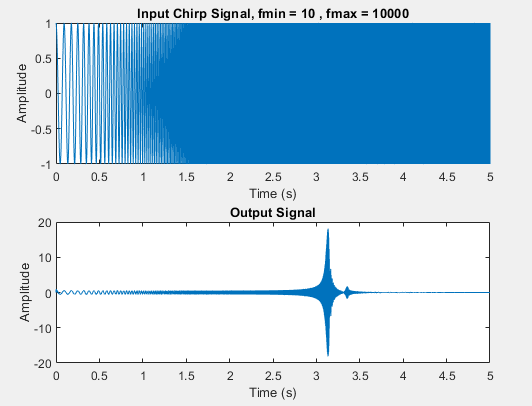 Input Chirp Signal, fmin = 10 , fmax = 10000
1
0.5
0
-0.5
-1
Amplitude
0 0.5 1 1.5 2 2.5 3 3.5 4 4.5 5
Time (s)
Output Signal
20
10
0
-10
-20
Amplitude
0 0.5 1 1.5 2 2.5 3 3.5 4 4.5 5
Time (s)